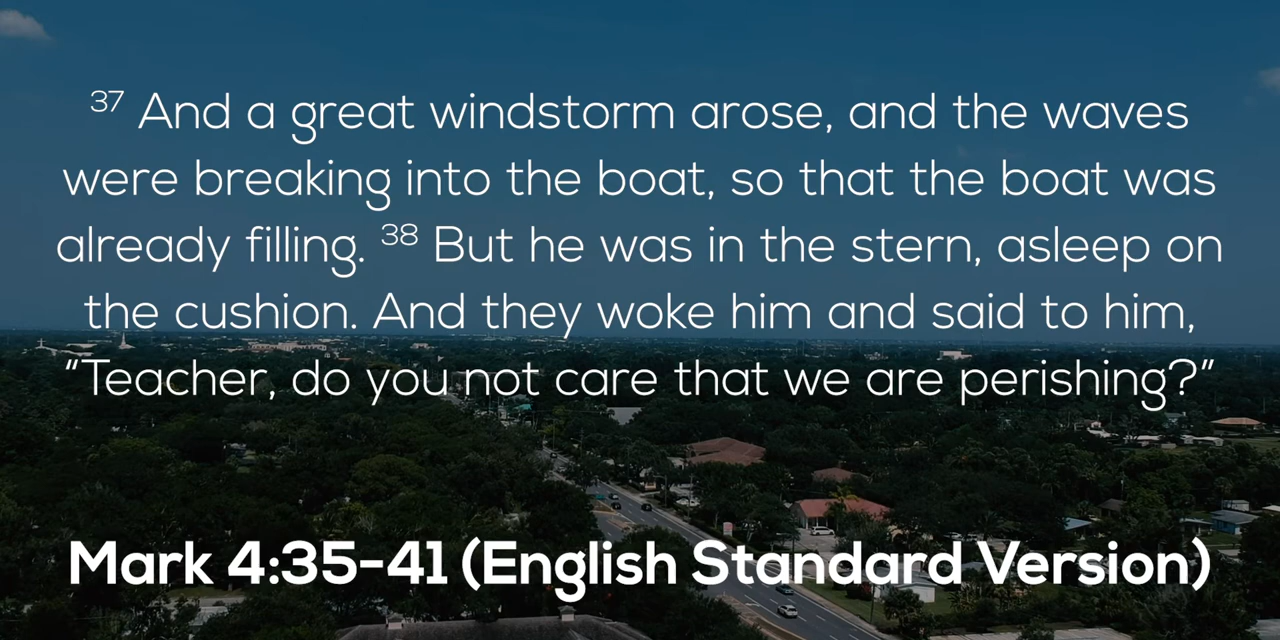 37 And a great windstorm arose, and the waves
were breaking into the boat, so that the boat was
already filling. 38 But he was in the stern, asleep on
the cushion. And they woke him and said to him,
“Teacher, do you not care that we are perishing?”
Mark 4:35-41 (English Standard Version)